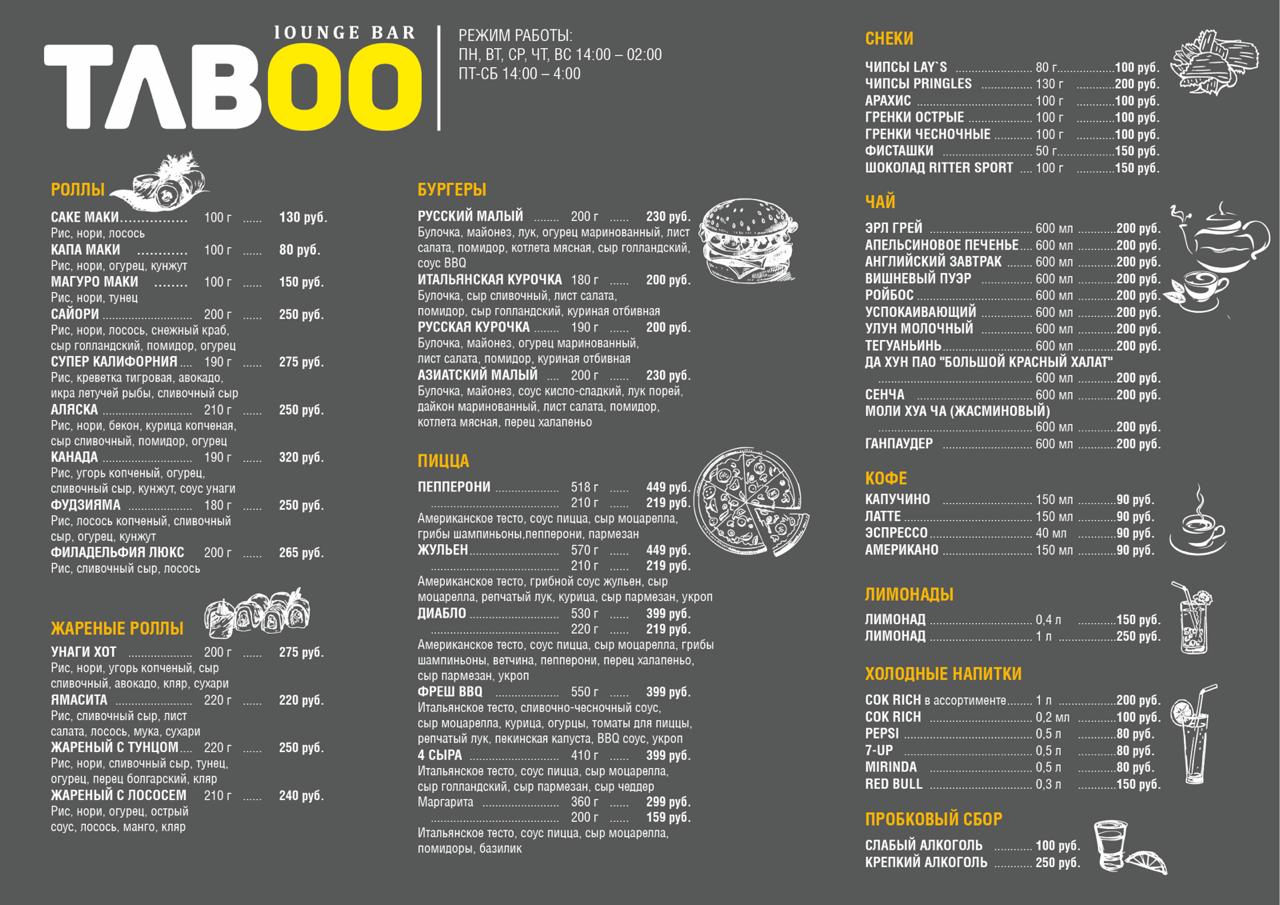 lOUNGE BAR
TABOO
РЕЖИМ РАБОТЫ:
ПН, ВТ, СР, ЧТ, ВС 14:00 – 02:00
ПТ-СБ 14:00 – 4:00
РОЛЛЫ
САКЕ МАКИ............... 100 г ...... 130 руб.
Рис, нори, лосось
КАПА МАКИ ............ 100 г ...... 80 руб.
Рис, нори, огурец, кунжут
МАГУРО МАКИ ........ 100 г ...... 150 руб.
Рис, нори, тунец
САЙОРИ ............................ 200 г ...... 250 руб.
Рис, нори, лосось, снежный краб,
сыр голландский, помидор, огурец
СУПЕР КАЛИФОРНИЯ .... 190 г ...... 275 руб.
Рис, креветка тигровая, авокадо,
икра летучей рыбы, сливочный сыр
АЛЯСКА ............................ 210 г ...... 250 руб.
Рис, нори, бекон, курица копченая,
сыр сливочный, помидор, огурец
КАНАДА ............................ 190 г ...... 320 руб.
Рис, угорь копченый, огурец,
сливочный сыр, кунжут, соус унаги
ФУДЗИЯМА ...................... 180 г ...... 250 руб.
Рис, лосось копченый, сливочный
сыр, огурец, кунжут
ФИЛАДЕЛЬФИЯ ЛЮКС 200 г ...... 265 руб.
Рис, сливочный сыр, лосось
ЖАРЕНЫЕ РОЛЛЫ
УНАГИ ХОТ .................... 200 г ...... 275 руб.
Рис, нори, угорь копченый, сыр
сливочный, авокадо, кляр, сухари
ЯМАСИТА ........................ 220 г ...... 220 руб.
Рис, сливочный сыр, лист
салата, лосось, мука, сухари
ЖАРЕНЫЙ С ТУНЦОМ .... 220 г ...... 250 руб.
Рис, нори, сливочный сыр, тунец,
огурец, перец болгарский, кляр
ЖАРЕНЫЙ С ЛОСОСЕМ 210 г ...... 240 руб.
Рис, нори, огурец, острый
соус, лосось, манго, кляр
БУРГЕРЫ
РУССКИЙ МАЛЫЙ ........ 200 г ...... 230 руб.
Булочка, майонез, лук, огурец маринованный, лист
салата, помидор, котлета мясная, сыр голландский,
соус BBQ
ИТАЛЬЯНСКАЯ КУРОЧКА 180 г ...... 200 руб.
Булочка, сыр сливочный, лист салата,
помидор, сыр голландский, куриная отбивная
РУССКАЯ КУРОЧКА ........ 190 г ...... 200 руб.
Булочка, майонез, огурец маринованный,
лист салата, помидор, куриная отбивная
АЗИАТСКИЙ МАЛЫЙ .... 200 г ...... 230 руб.
Булочка, майонез, соус кисло-сладкий, лук порей,
дайкон маринованный, лист салата, помидор,
котлета мясная, перец халапеньо
ПИЦЦА
ПЕППЕРОНИ .................... 518 г ...... 449 руб.
........................................ 210 г ...... 219 руб.
Американское тесто, соус пицца, сыр моцарелла,
грибы шампиньоны,пепперони, пармезан
ЖУЛЬЕН ............................ 570 г ...... 449 руб.
........................................ 210 г ...... 219 руб.
Американское тесто, грибной соус жульен, сыр
моцарелла, репчатый лук, курица, сыр пармезан, укроп
ДИАБЛО ............................ 530 г ...... 399 руб.
........................................ 220 г ...... 219 руб.
Американское тесто, соус пицца, сыр моцарелла, грибы
шампиньоны, ветчина, пепперони, перец халапеньо,
сыр пармезан, укроп
ФРЕШ BBQ ........................ 550 г ...... 399 руб.
Итальянское тесто, сливочно-чесночный соус,
сыр моцарелла, курица, огурцы, томаты для пиццы,
репчатый лук, пекинская капуста, BBQ соус, укроп
4 СЫРА ............................ 410 г ...... 399 руб.
Итальянское тесто, соус пицца, сыр моцарелла,
сыр голландский, сыр пармезан, сыр чеддер
Маргарита ........................ 360 г ...... 299 руб.
........................................ 200 г ...... 159 руб.
Итальянское тесто, соус пицца, сыр моцарелла,
помидоры, базилик
СНЕКИ
ЧИПСЫ LAY`S ........................ 80 г..................100 руб.
ЧИПСЫ PRINGLES ................ 130 г ............200 руб.
АРАХИС .................................... 100 г ............100 руб.
ГРЕНКИ ОСТРЫЕ .................... 100 г ............100 руб.
ГРЕНКИ ЧЕСНОЧНЫЕ ............ 100 г ............100 руб.
ФИСТАШКИ ............................ 50 г..................150 руб.
ШОКОЛАД RITTER SPORT .... 100 г ............150 руб.
ЧАЙ
ЭРЛ ГРЕЙ ................................ 600 мл ............200 руб.
АПЕЛЬСИНОВОЕ ПЕЧЕНЬЕ.... 600 мл ............200 руб.
АНГЛИЙСКИЙ ЗАВТРАК ........ 600 мл ............200 руб.
ВИШНЕВЫЙ ПУЭР ................ 600 мл ............200 руб.
РОЙБОС .................................... 600 мл ............200 руб.
УСПОКАИВАЮЩИЙ ................ 600 мл ............200 руб.
УЛУН МОЛОЧНЫЙ ................ 600 мл ............200 руб.
ТЕГУАНЬИНЬ............................ 600 мл ............200 руб.
ДА ХУН ПАО "БОЛЬШОЙ КРАСНЫЙ ХАЛАТ"
................................................ 600 мл ............200 руб.
СЕНЧА .................................... 600 мл ............200 руб.
МОЛИ ХУА ЧА (ЖАСМИНОВЫЙ)
................................................ 600 мл ............200 руб.
ГАНПАУДЕР ............................ 600 мл ............200 руб.
КОФЕ
КАПУЧИНО ............................ 150 мл ............90 руб.
ЛАТТЕ ........................................ 150 мл ............90 руб.
ЭСПРЕССО................................ 40 мл ............90 руб.
АМЕРИКАНО ............................ 150 мл ............90 руб.
ЛИМОНАДЫ
ЛИМОНАД ................................ 0,4 л ............150 руб.
ЛИМОНАД ................................ 1 л ..................250 руб.
ХОЛОДНЫЕ НАПИТКИ
СОК RICH в ассортименте........ 1 л ..................200 руб.
СОК RICH ................................ 0,2 мл ............100 руб.
PEPSI ........................................ 0,5 л ............80 руб.
7-UP ........................................ 0,5 л ............80 руб.
MIRINDA ................................ 0,5 л ............80 руб.
RED BULL ................................ 0,3 л ............150 руб.
ПРОБКОВЫЙ СБОР
СЛАБЫЙ АЛКОГОЛЬ ............ 100 руб.
КРЕПКИЙ АЛКОГОЛЬ ............ 250 руб.